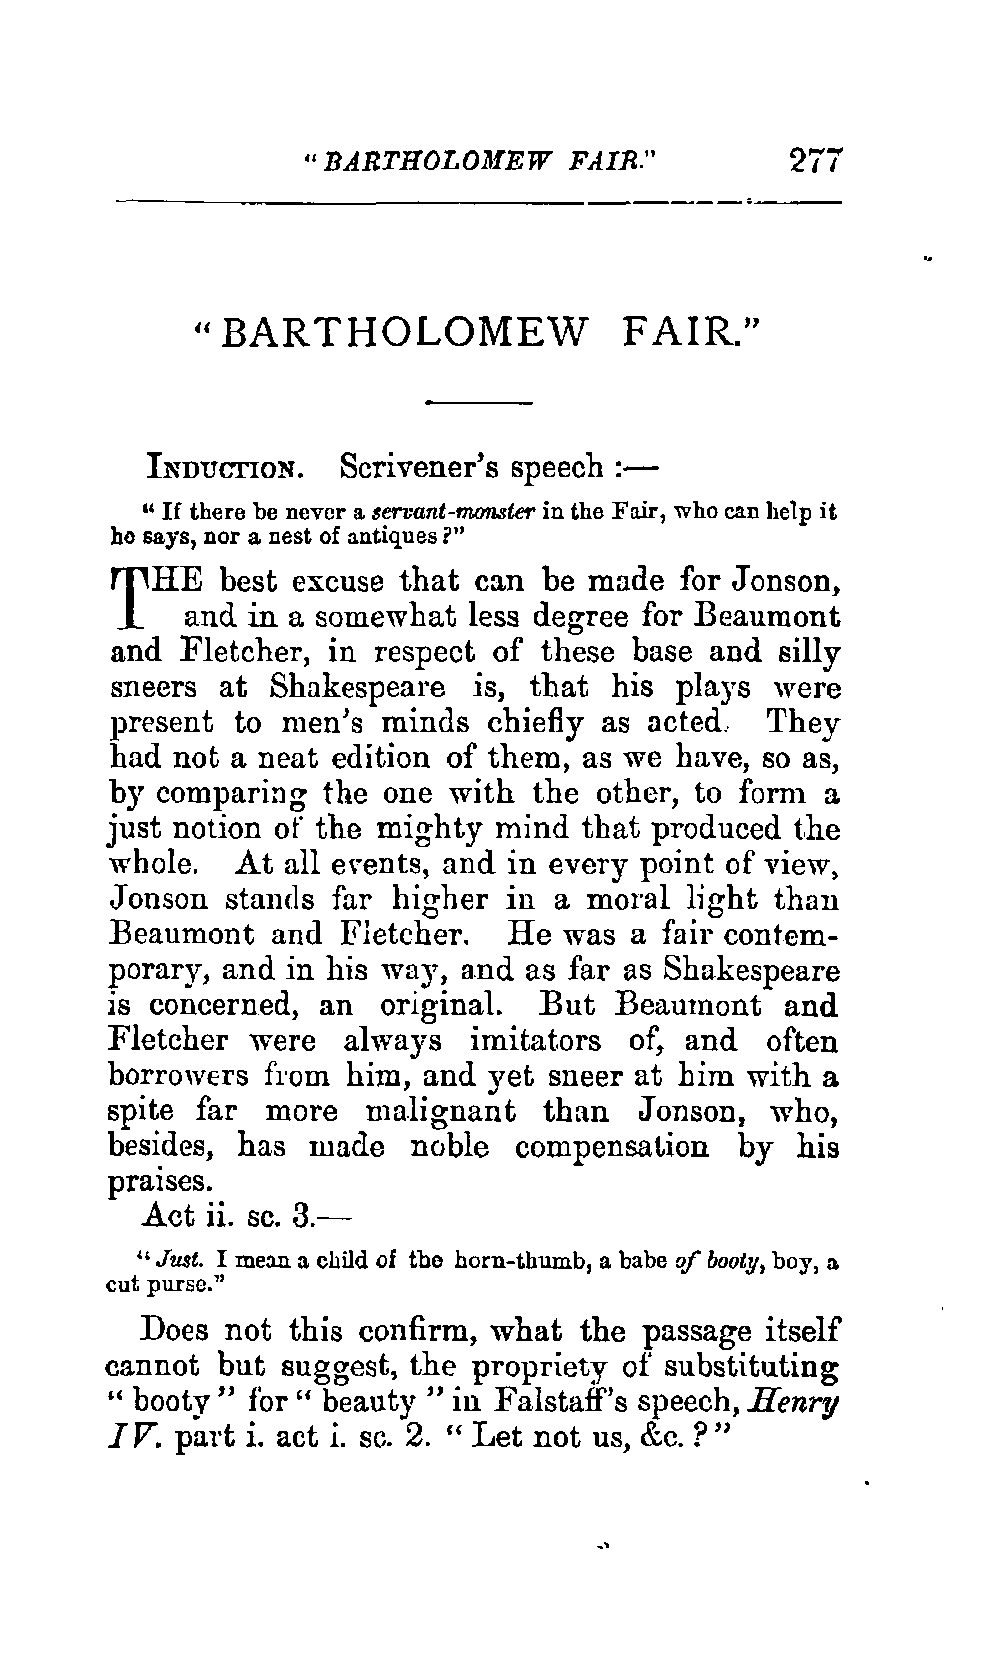 "BARTHOLOMEW FAIR." 277
"BARTHOLOMEW FAIR."
INDUCTION. Scrivener's speech :—
"If there be never a servant-monster in the Fair, who can help it
he says, nor a nest of antiques?"
THE best excuse that can be made for Jonson,
and in a somewhat less degree for Beaumont
and Fletcher, in respect of these base and silly
sneers at Shakespeare is, that his plays were
present to men's minds chiefly as acted. They
had not a neat edition of them, as we have, so as,
by comparing the one with the other, to form a
just notion of the mighty mind that produced the
whole. At all events, and in every point of view,
Jonson stands far higher in a moral light than
Beaumont and Fletcher. He was a fair contem-
porary, and in his way, and as far as Shakespeare
is concerned, an original. But Beaumont and
Fletcher were always imitators of, and often
borrowers from him, and yet sneer at him with a
spite far more malignant than Jonson, who,
besides, has made noble compensation by his
praises.
Act ii. sc. 3.—
"Just. I mean a child of the horn-thumb, a babe of booty, boy, a
cut purse."
Does not this confirm, what the passage itself
cannot but suggest, the propriety of substituting
"booty" for "beauty" in Falstaff's speech, Henry
IV. part i. act i. sc. 2. "Let not us, &c.?"